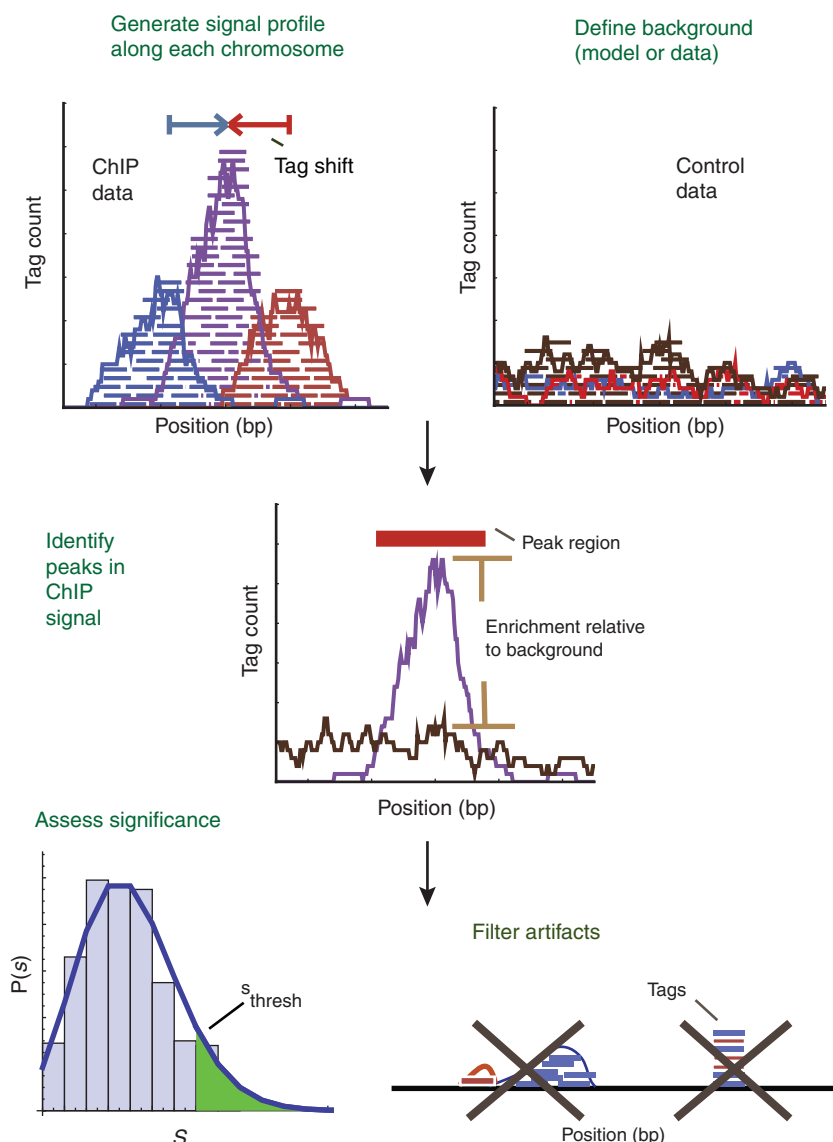 Generate signal profile
along each chromosome
Define background
(model or data)
ChIP
data
Tag shift
Tag count
Position (bp)
Control
data
Tag count
Position (bp)
Identify
peaks in
ChIP
signal
Peak region
Enrichment relative
to background
Tag count
Position (bp)
Assess significance
P(s)
s
thresh
S
Filter artifacts
Tags
Position (bp)